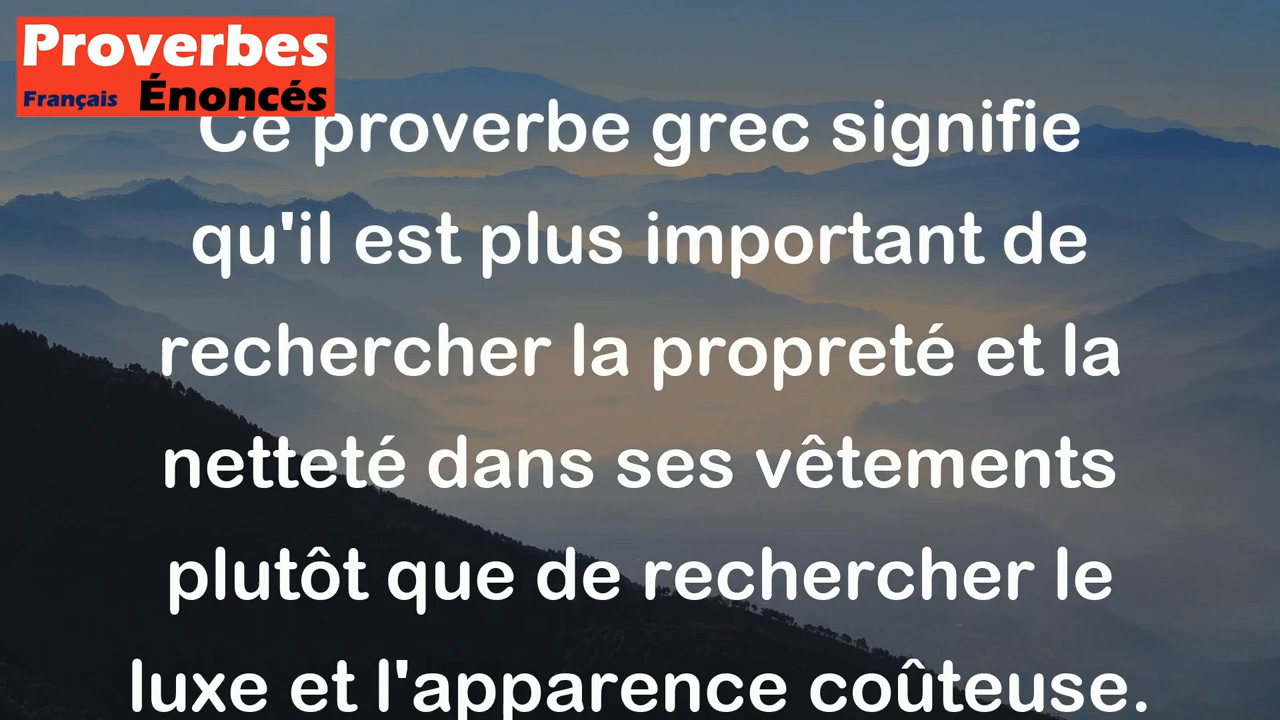 Proverbes
Français Énoncés
Ce proverbe grec signifie
qu'il est plus important de
rechercher la propreté et la
netteté dans ses vêtements
plutôt que de rechercher le
luxe et l'apparence coûteuse.